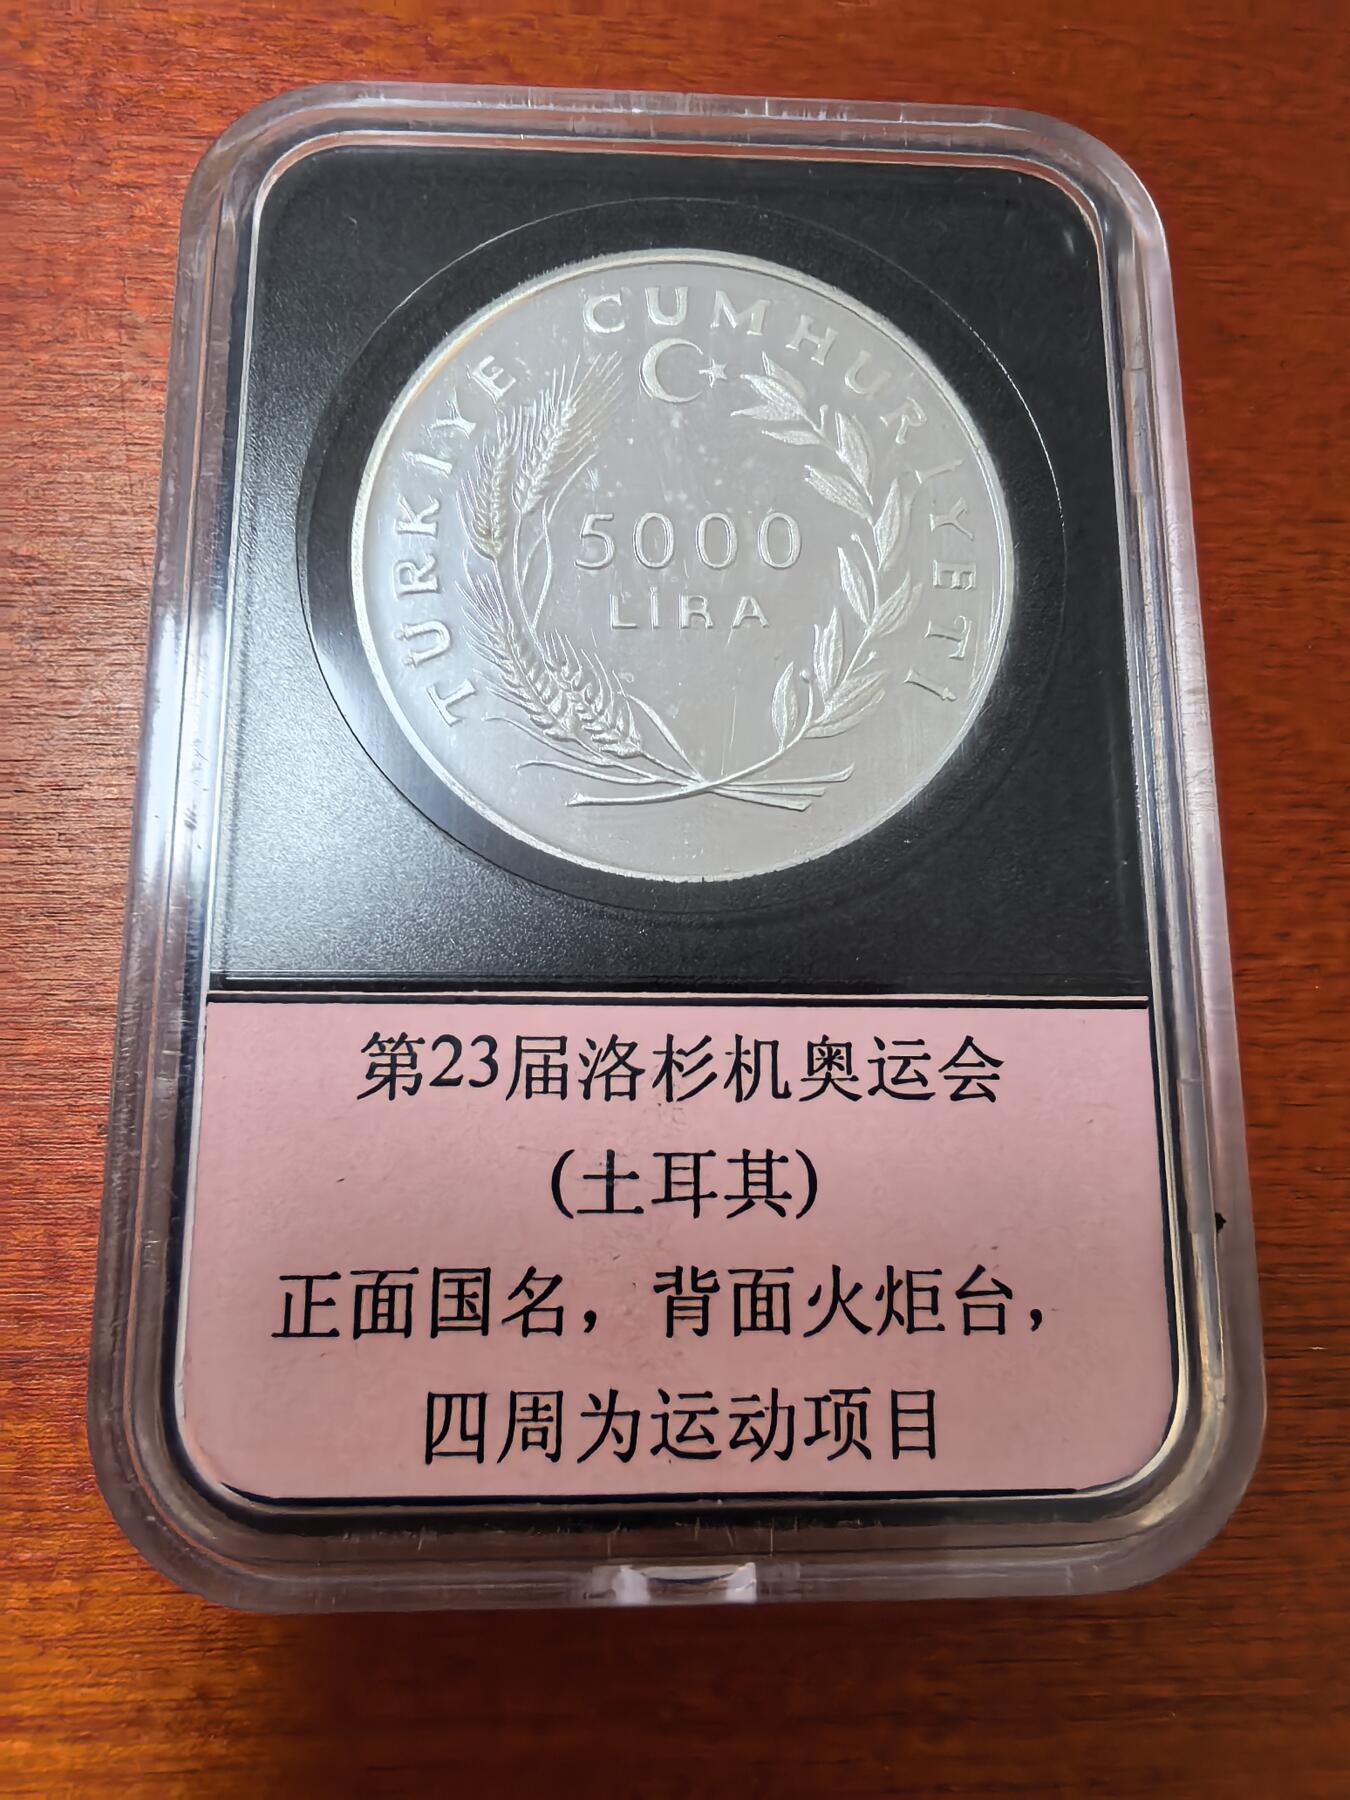 TÜRKİYE CUMHURİYETİ
5000
LİRA
第23届洛杉机奥运会
(土耳其)
正面国名，背面火炬台，
四周为运动项目